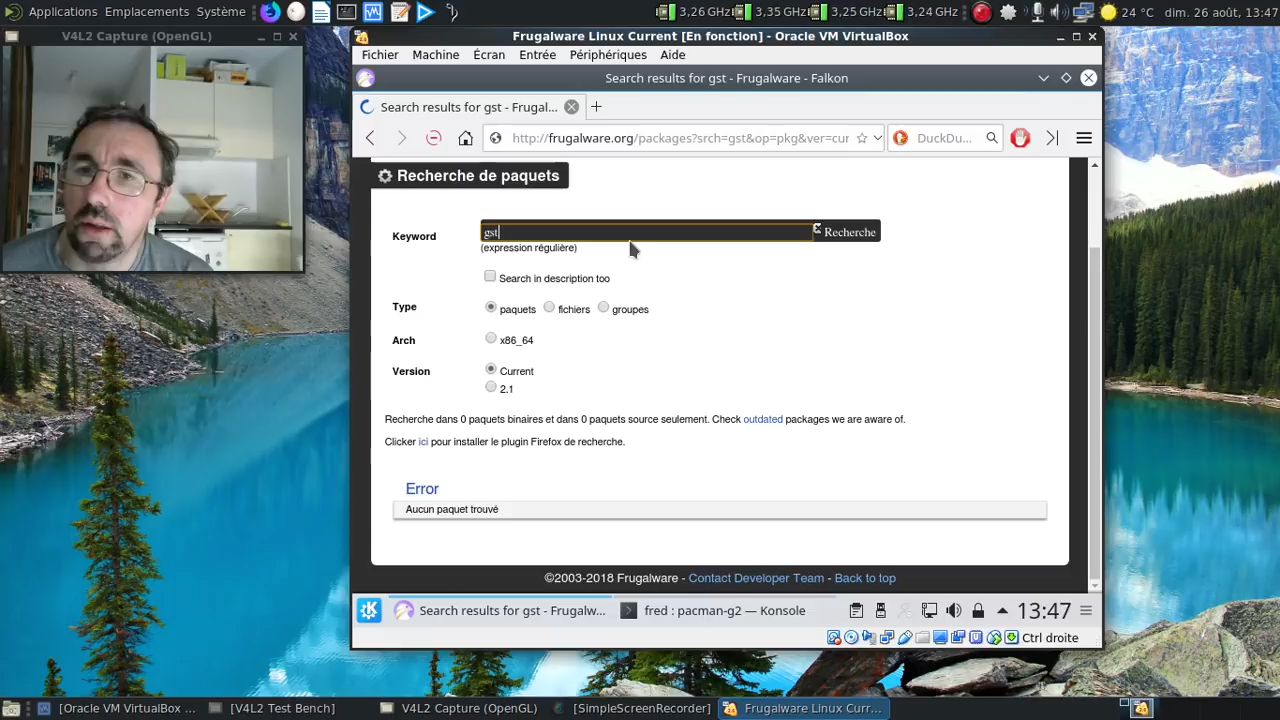 Applications Emplacements Système 3,26 GHz 3,15 GHz 3,25 GHz 3,24 GHz 24 °C dim. 26 août, 13:47
V4L2 Capture (OpenGL)
Frugalware Linux Current [En fonction] - Oracle VM VirtualBox
Fichier Machine Écran Entrée Périphériques Aide
Search results for gst - Frugalware - Falkon
Search results for gst - Frugal...
http://frugalware.org/packages?srch=gst&op=pkg&ver=cur DuckDu...
Recherche de paquets
Keyword gst Recherche
(expression régulière)
Search in description too
Type paquets fichiers groupes
Arch x86_64
Version Current
2.1
Recherche dans 0 paquets binaires et dans 0 paquets source seulement. Check outdated packages we are aware of.
Clicker ici pour installer le plugin Firefox de recherche.
Error
Aucun paquet trouvé
©2003-2018 Frugalware - Contact Developer Team - Back to top
Search results for gst - Frugalw... fred : pacman-g2 — Konsole 13:47
Ctrl droite
[Oracle VM VirtualBox ... [V4L2 Test Bench] V4L2 Capture (OpenGL) [SimpleScreenRecorder] Frugalware Linux Curr...